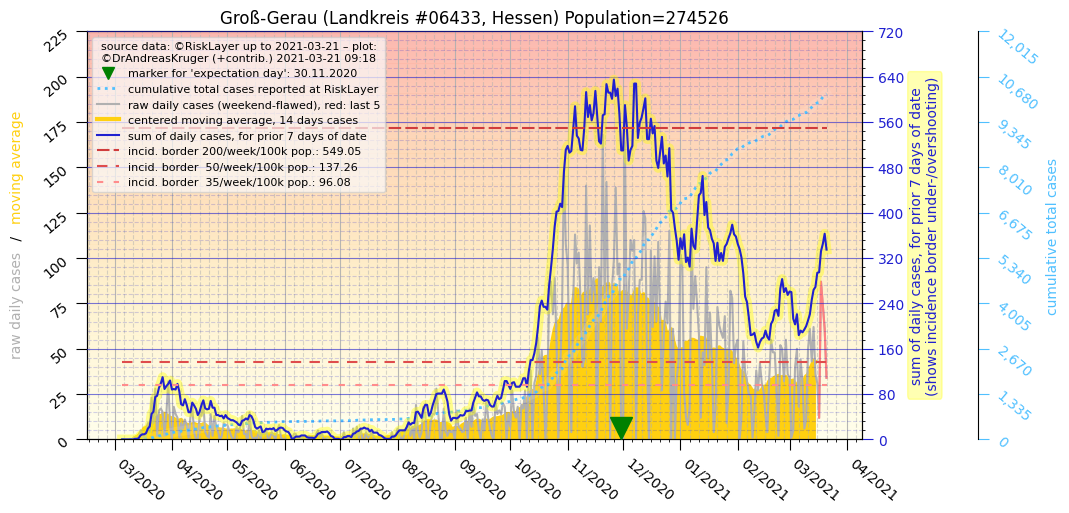 Groß-Gerau (Landkreis #06433, Hessen) Population=274526
source data: ©RiskLayer up to 2021-03-21 – plot:
©DrAndreasKruger (+contrib.) 2021-03-21 09:18
marker for 'expectation day': 30.11.2020
cumulative total cases reported at RiskLayer
raw daily cases (weekend-flawed), red: last 5
centered moving average, 14 days cases
sum of daily cases, for prior 7 days of date
incid. border 200/week/100k pop.: 549.05
incid. border  50/week/100k pop.: 137.26
incid. border  35/week/100k pop.: 96.08
raw daily cases / moving average
225
200
175
150
125
100
75
50
25
0
03/2020
04/2020
05/2020
06/2020
07/2020
08/2020
09/2020
10/2020
11/2020
12/2020
01/2021
02/2021
03/2021
04/2021
720
640
560
480
400
320
240
160
80
0
sum of daily cases, for prior 7 days of date
(shows incidence border under-/overshooting)
12,015
10,680
9,345
8,010
6,675
5,340
4,005
2,670
1,335
0
cumulative total cases